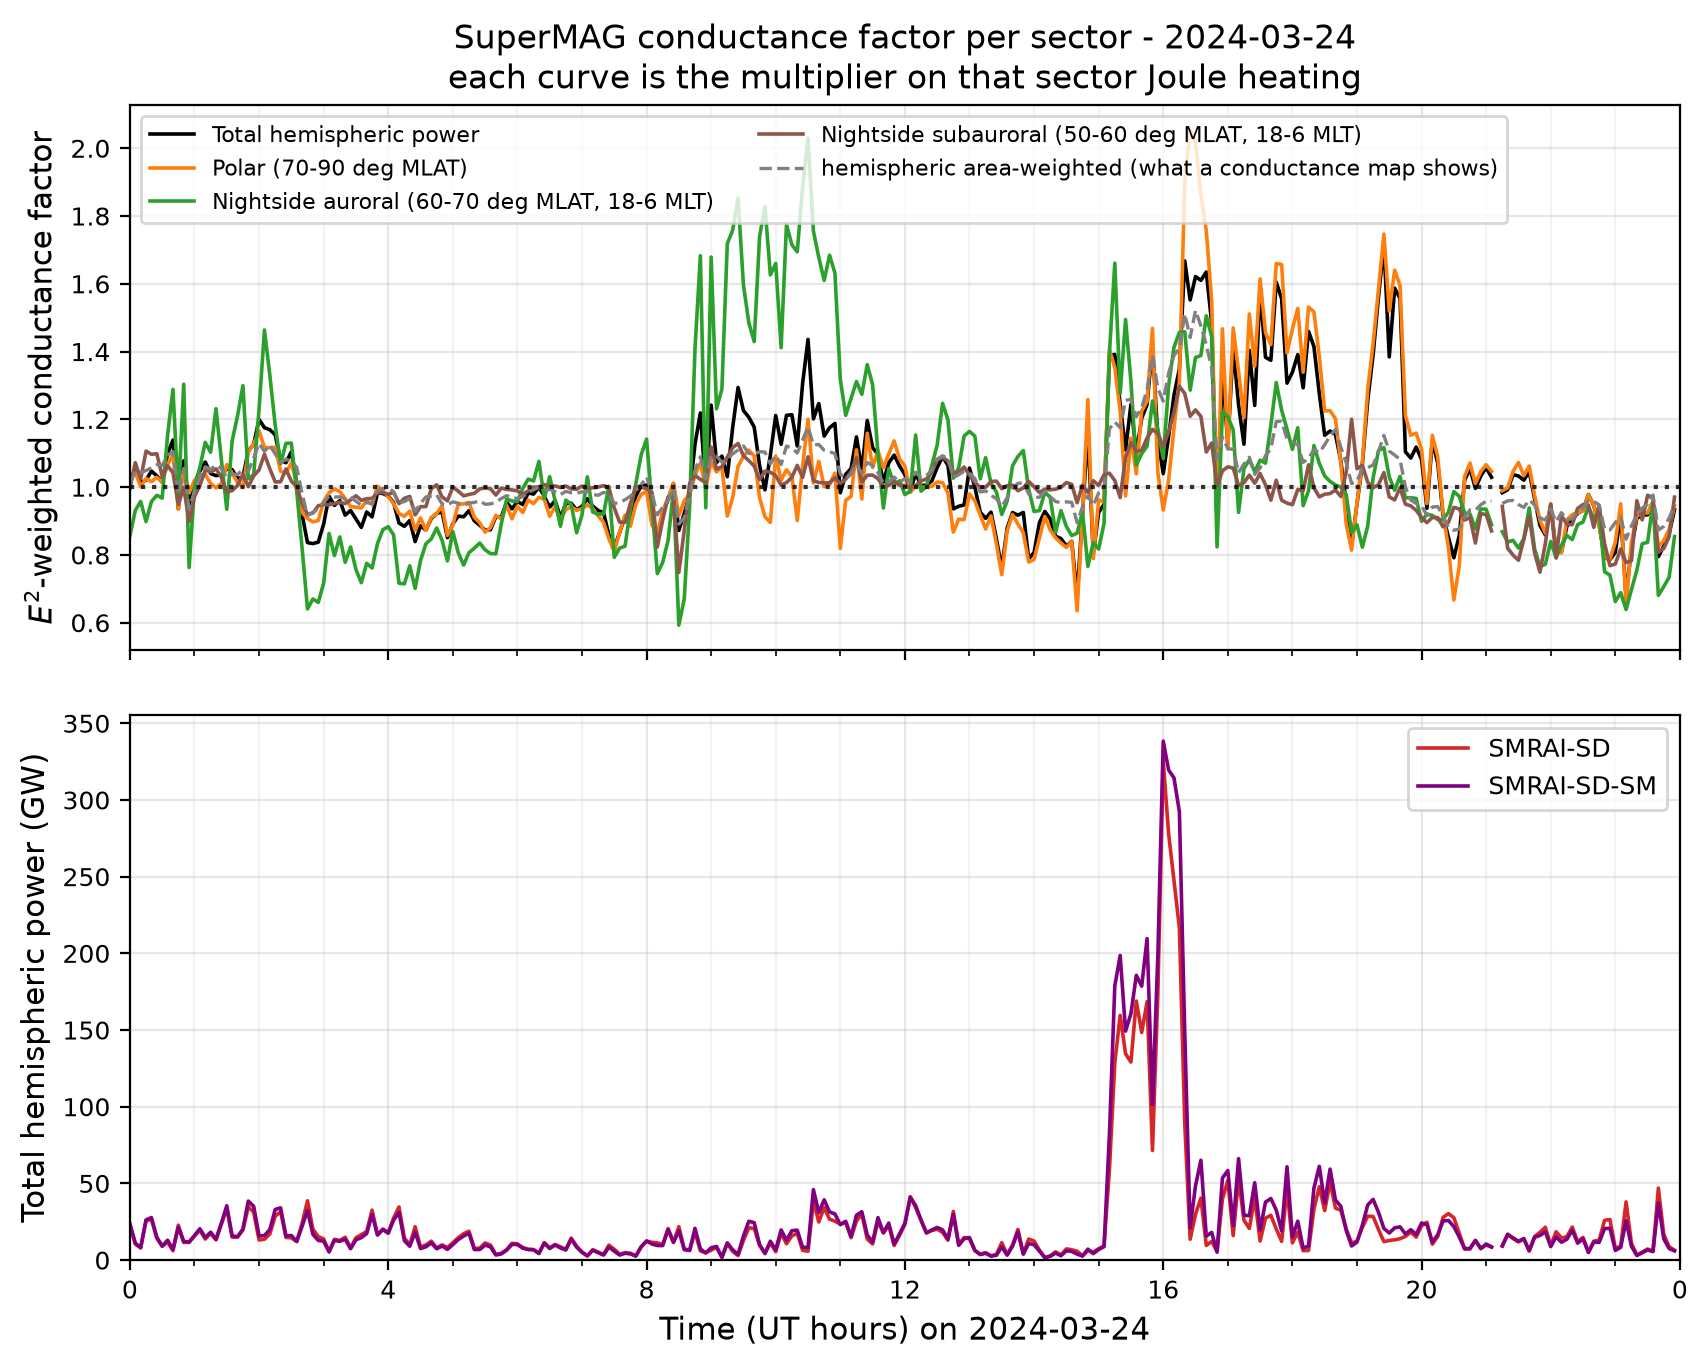 SuperMAG conductance factor per sector - 2024-03-24
each curve is the multiplier on that sector Joule heating
Total hemispheric power
Polar (70-90 deg MLAT)
Nightside auroral (60-70 deg MLAT, 18-6 MLT)
Nightside subauroral (50-60 deg MLAT, 18-6 MLT)
hemispheric area-weighted (what a conductance map shows)
E²-weighted conductance factor
2.0
1.8
1.6
1.4
1.2
1.0
0.8
0.6
Total hemispheric power (GW)
350
300
250
200
150
100
50
0
SMRAI-SD
SMRAI-SD-SM
0 4 8 12 16 20 0
Time (UT hours) on 2024-03-24